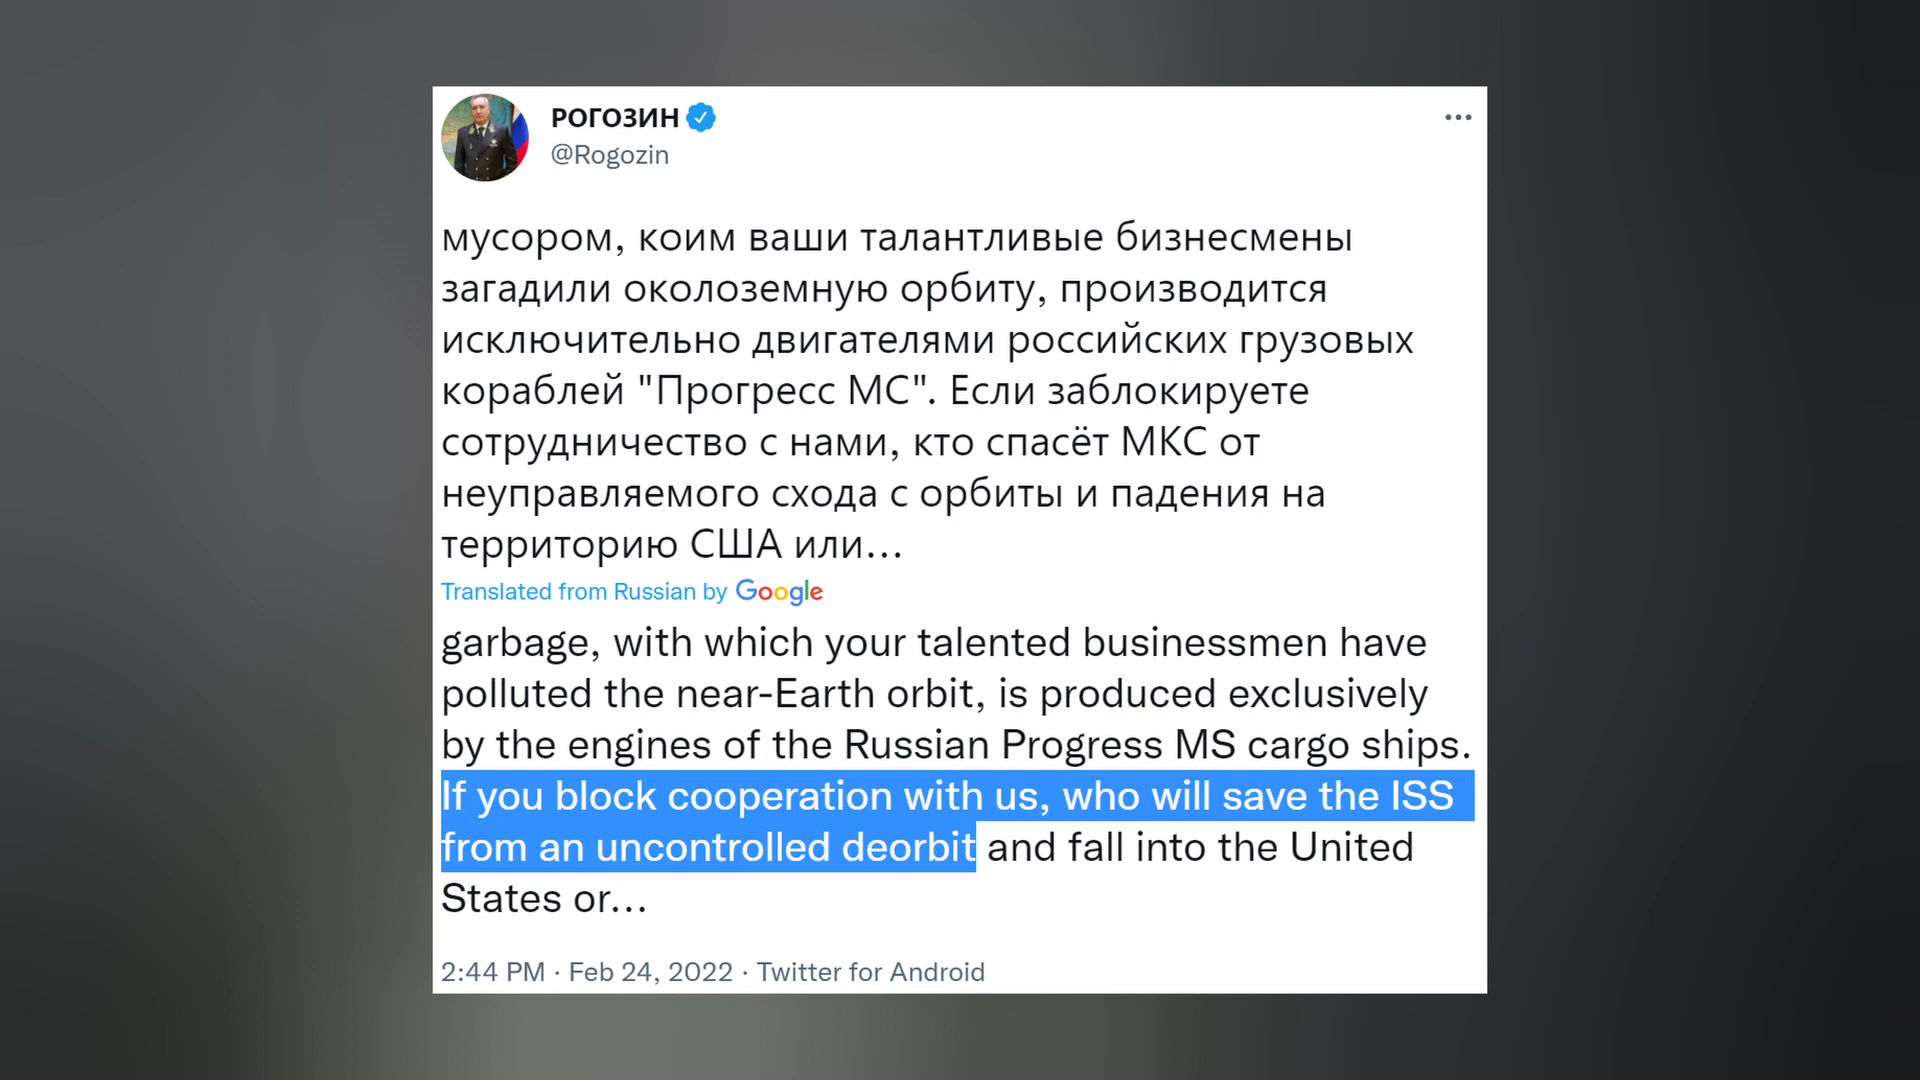 РОГОЗИН
@Rogozin
мусором, коим ваши талантливые бизнесмены
загадили околоземную орбиту, производится
исключительно двигателями российских грузовых
кораблей "Прогресс МС". Если заблокируете
сотрудничество с нами, кто спасёт МКС от
неуправляемого схода с орбиты и падения на
территорию США или...
Translated from Russian by Google
garbage, with which your talented businessmen have
polluted the near-Earth orbit, is produced exclusively
by the engines of the Russian Progress MS cargo ships.
If you block cooperation with us, who will save the ISS
from an uncontrolled deorbit and fall into the United
States or...
2:44 PM · Feb 24, 2022 · Twitter for Android